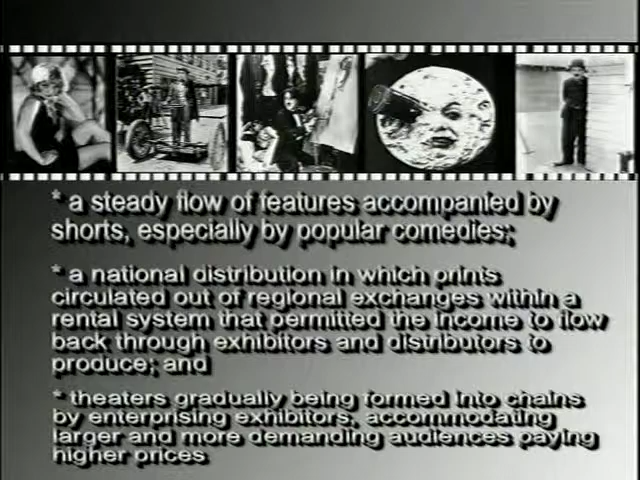 * a steady flow of features accompanied by
shorts, especially by popular comedies;
* a national distribution in which prints
circulated out of regional exchanges within a
rental system that permitted the income to flow
back through exhibitors and distributors to
produce; and
* theaters gradually being formed into chains
by enterprising exhibitors, accommodating
larger and more demanding audiences paying
higher prices